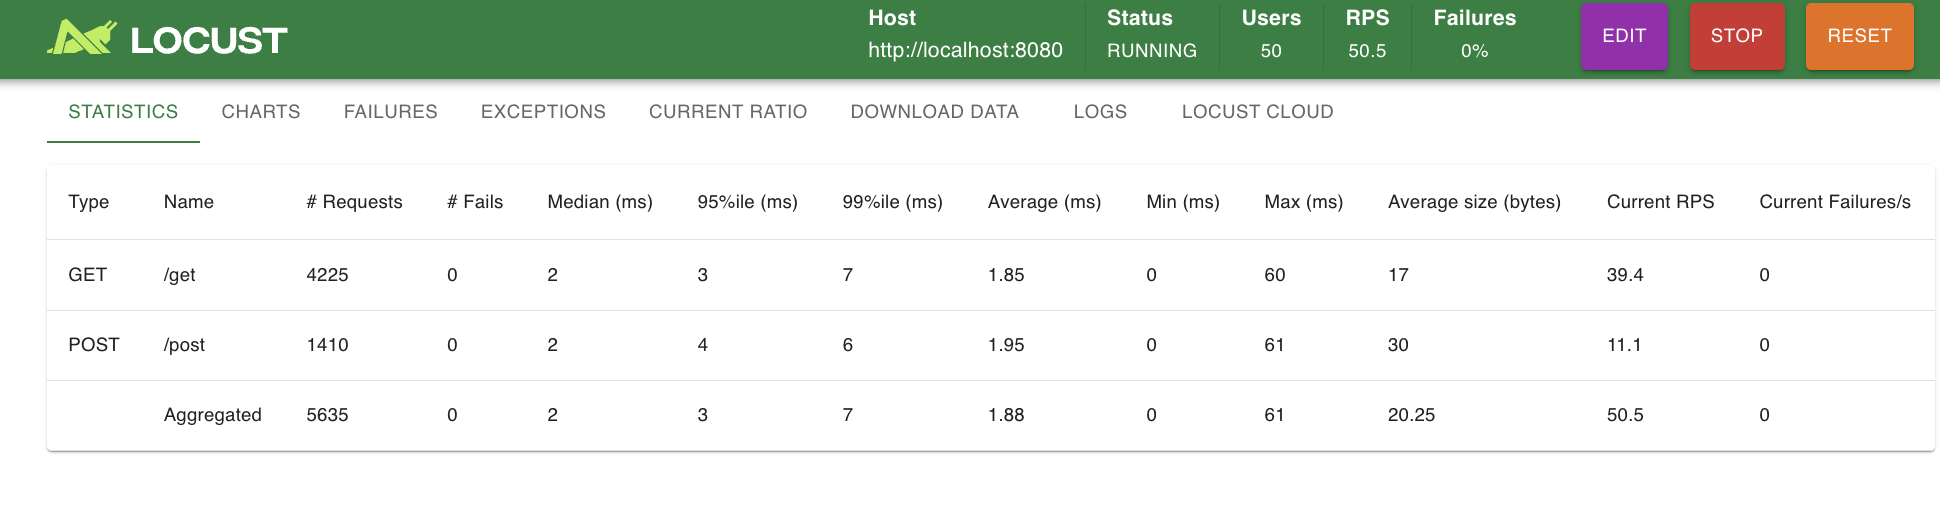 LOCUST
Host Status Users RPS Failures
http://localhost:8080 RUNNING 50 50.5 0%
EDIT STOP RESET
STATISTICS CHARTS FAILURES EXCEPTIONS CURRENT RATIO DOWNLOAD DATA LOGS LOCUST CLOUD
Type Name # Requests # Fails Median (ms) 95%ile (ms) 99%ile (ms) Average (ms) Min (ms) Max (ms) Average size (bytes) Current RPS Current Failures/s
GET /get 4225 0 2 3 7 1.85 0 60 17 39.4 0
POST /post 1410 0 2 4 6 1.95 0 61 30 11.1 0
Aggregated 5635 0 2 3 7 1.88 0 61 20.25 50.5 0